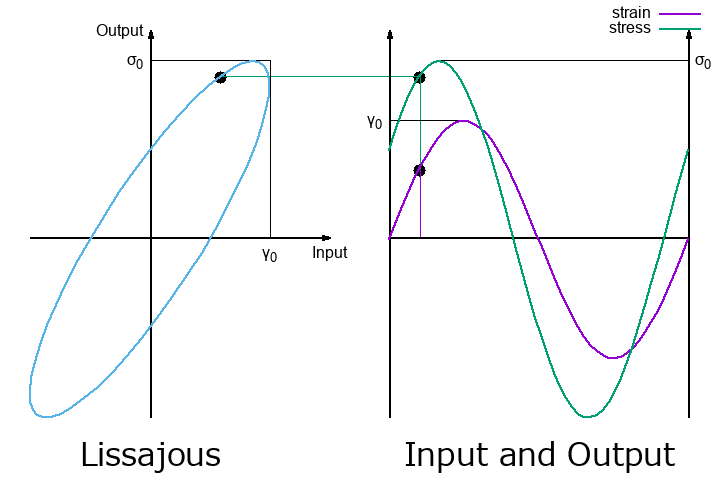 strain
stress
Output
σ0
σ0
γ0
γ0
Input
Lissajous
Input and Output